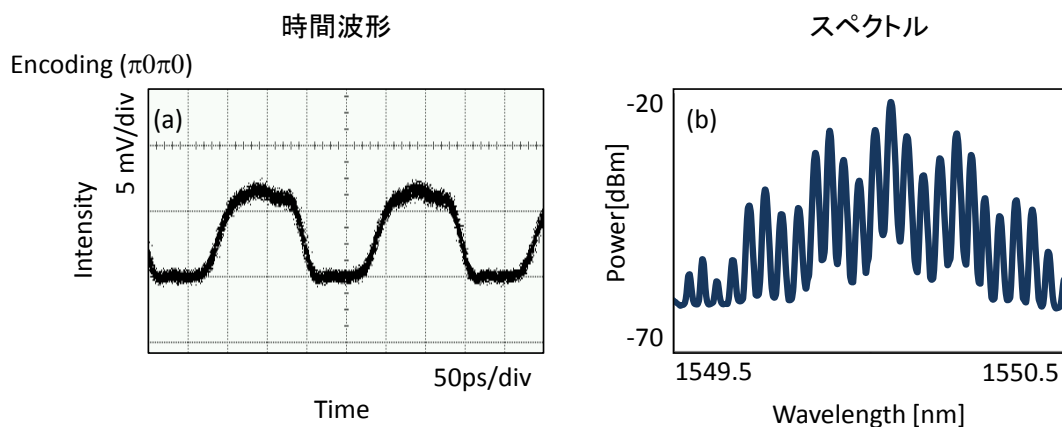 時間波形
スペクトル
Encoding (π0π0)
(a)
5 mV/div
Intensity
50ps/div
Time
(b)
-20
Power[dBm]
-70
1549.5
1550.5
Wavelength [nm]